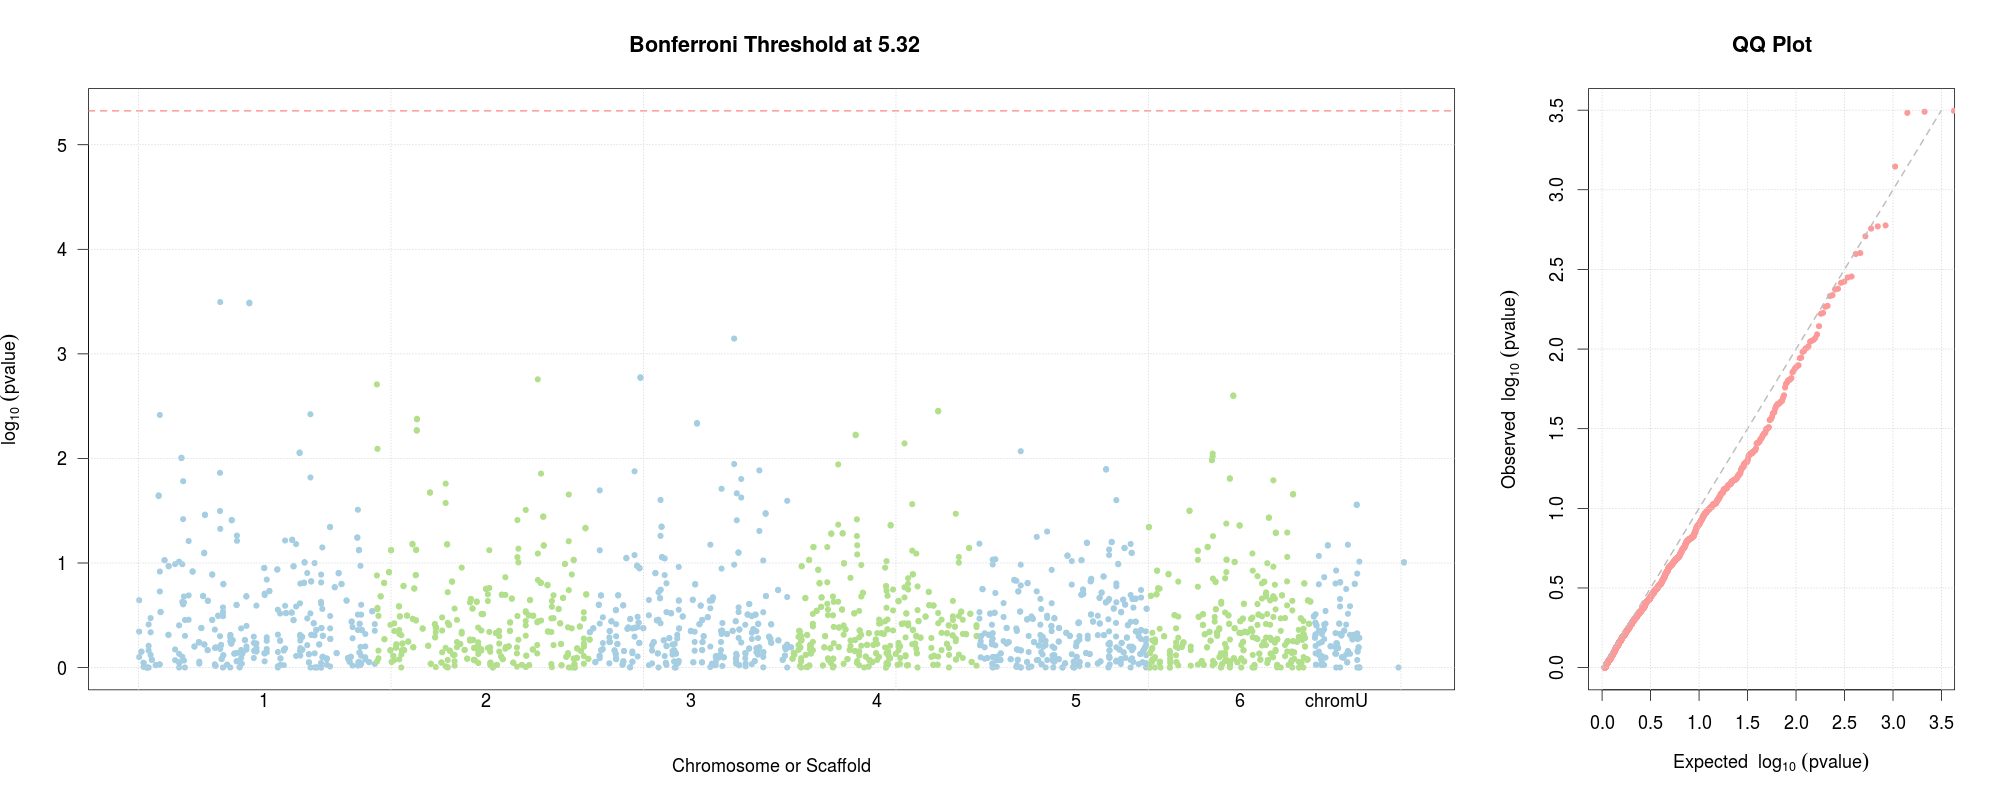 Bonferroni Threshold at 5.32
5
4
3
2
1
0
log10 (pvalue)
1 2 3 4 5 6 chromU
Chromosome or Scaffold
QQ Plot
3.5
3.0
2.5
2.0
1.5
1.0
0.5
0.0
Observed log10 (pvalue)
0.0 0.5 1.0 1.5 2.0 2.5 3.0 3.5
Expected log10 (pvalue)